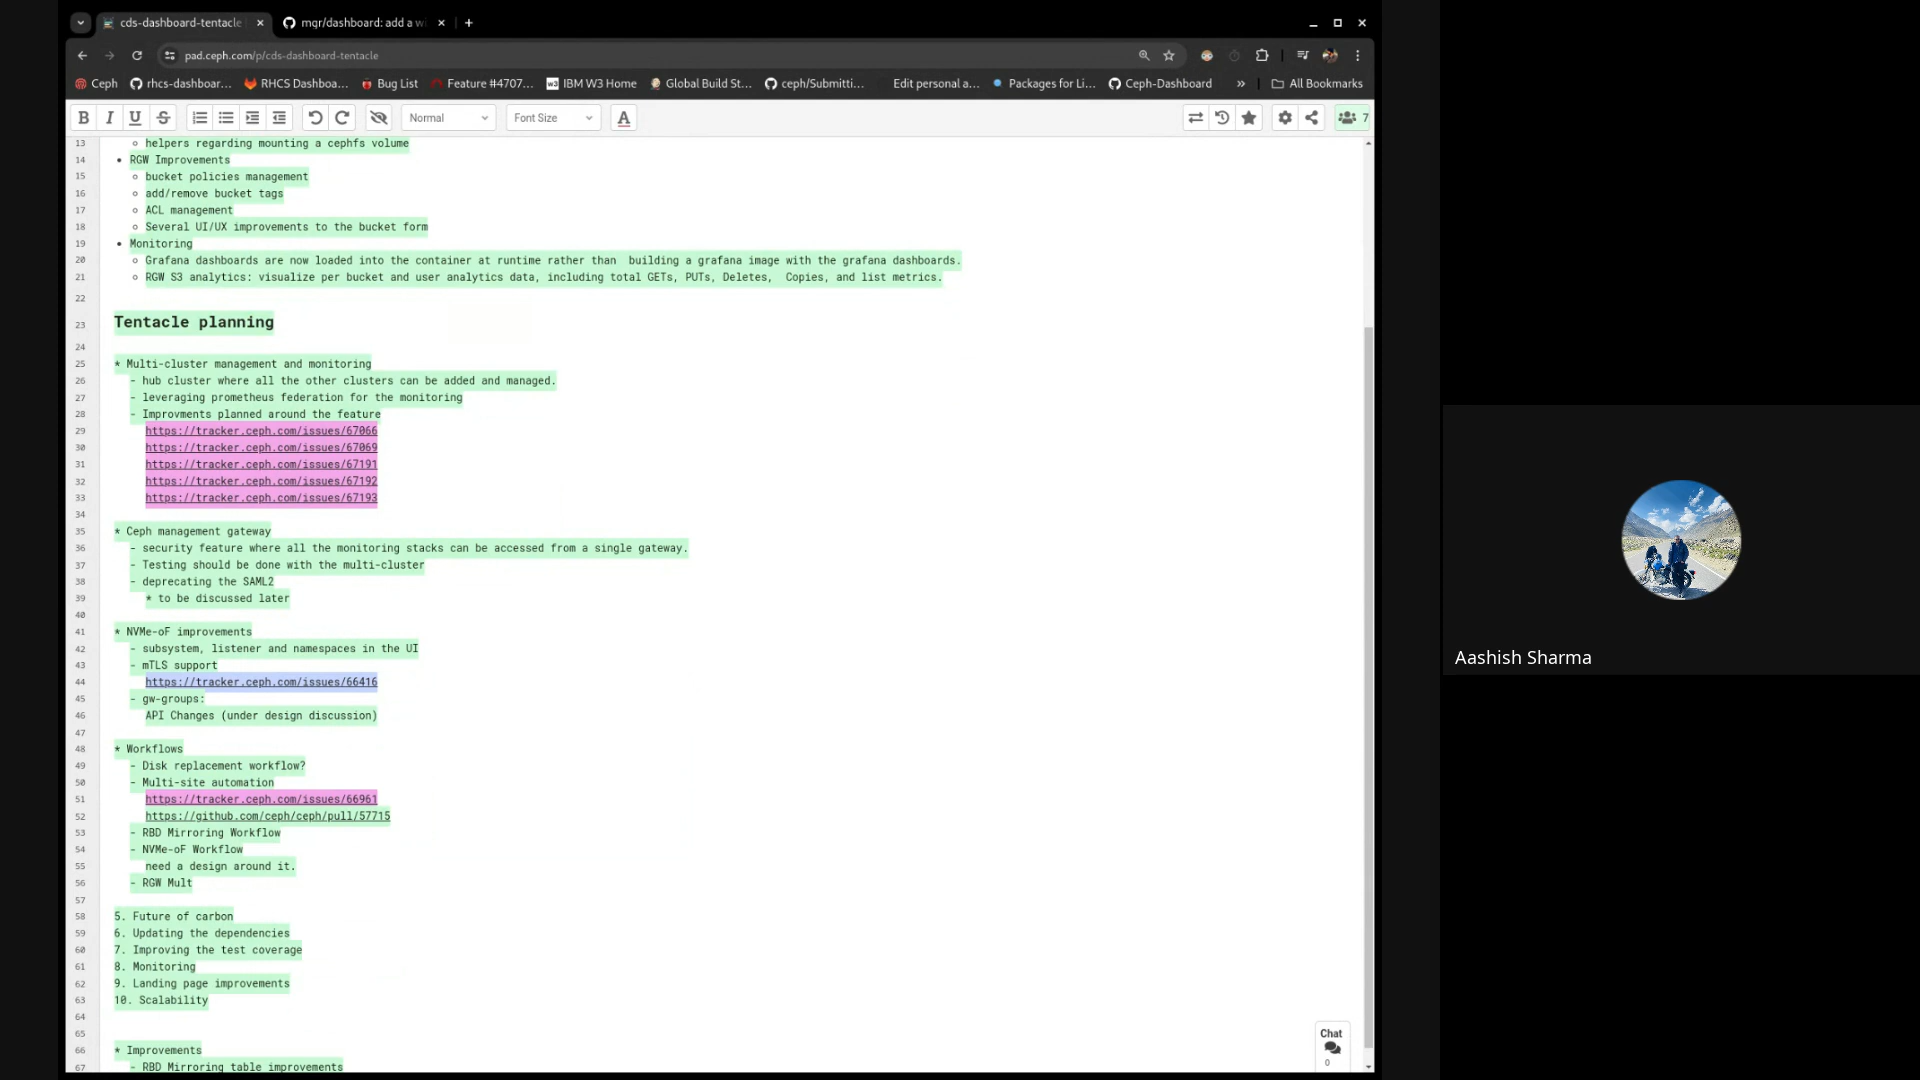 cds-dashboard-tentacle
mgr/dashboard: add a wi
pad.ceph.com/p/cds-dashboard-tentacle
Ceph
rhcs-dashboar...
RHCS Dashboa...
Bug List
Feature #4707...
IBM W3 Home
Global Build St...
ceph/Submitti...
Edit personal a...
Packages for Li...
Ceph-Dashboard
»
All Bookmarks
B I U S
Normal
Font Size
A
7
13 helpers regarding mounting a cephfs volume
14 RGW Improvements
15 bucket policies management
16 add/remove bucket tags
17 ACL management
18 Several UI/UX improvements to the bucket form
19 Monitoring
20 Grafana dashboards are now loaded into the container at runtime rather than  building a grafana image with the grafana dashboards.
21 RGW S3 analytics: visualize per bucket and user analytics data, including total GETs, PUTs, Deletes,  Copies, and list metrics.
22
23 Tentacle planning
24
25 * Multi-cluster management and monitoring
26 - hub cluster where all the other clusters can be added and managed.
27 - leveraging prometheus federation for the monitoring
28 - Improvments planned around the feature
29 https://tracker.ceph.com/issues/67066
30 https://tracker.ceph.com/issues/67069
31 https://tracker.ceph.com/issues/67191
32 https://tracker.ceph.com/issues/67192
33 https://tracker.ceph.com/issues/67193
34
35 * Ceph management gateway
36 - security feature where all the monitoring stacks can be accessed from a single gateway.
37 - Testing should be done with the multi-cluster
38 - deprecating the SAML2
39 * to be discussed later
40
41 * NVMe-oF improvements
42 - subsystem, listener and namespaces in the UI
43 - mTLS support
44 https://tracker.ceph.com/issues/66416
45 - gw-groups:
46 API Changes (under design discussion)
47
48 * Workflows
49 - Disk replacement workflow?
50 - Multi-site automation
51 https://tracker.ceph.com/issues/66961
52 https://github.com/ceph/ceph/pull/57715
53 - RBD Mirroring Workflow
54 - NVMe-oF Workflow
55 need a design around it.
56 - RGW Mult
57
58 5. Future of carbon
59 6. Updating the dependencies
60 7. Improving the test coverage
61 8. Monitoring
62 9. Landing page improvements
63 10. Scalability
64
65
66 * Improvements
67 - RBD Mirroring table improvements
Chat
0
Aashish Sharma